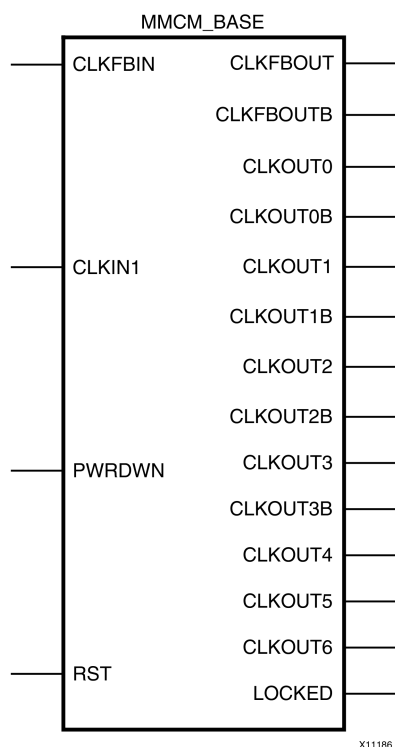 MMCM_BASE
CLKFBIN
CLKFBOUT
CLKFBOUTB
CLKOUT0
CLKOUT0B
CLKIN1
CLKOUT1
CLKOUT1B
CLKOUT2
CLKOUT2B
PWRDWN
CLKOUT3
CLKOUT3B
CLKOUT4
CLKOUT5
CLKOUT6
RST
LOCKED
X11186